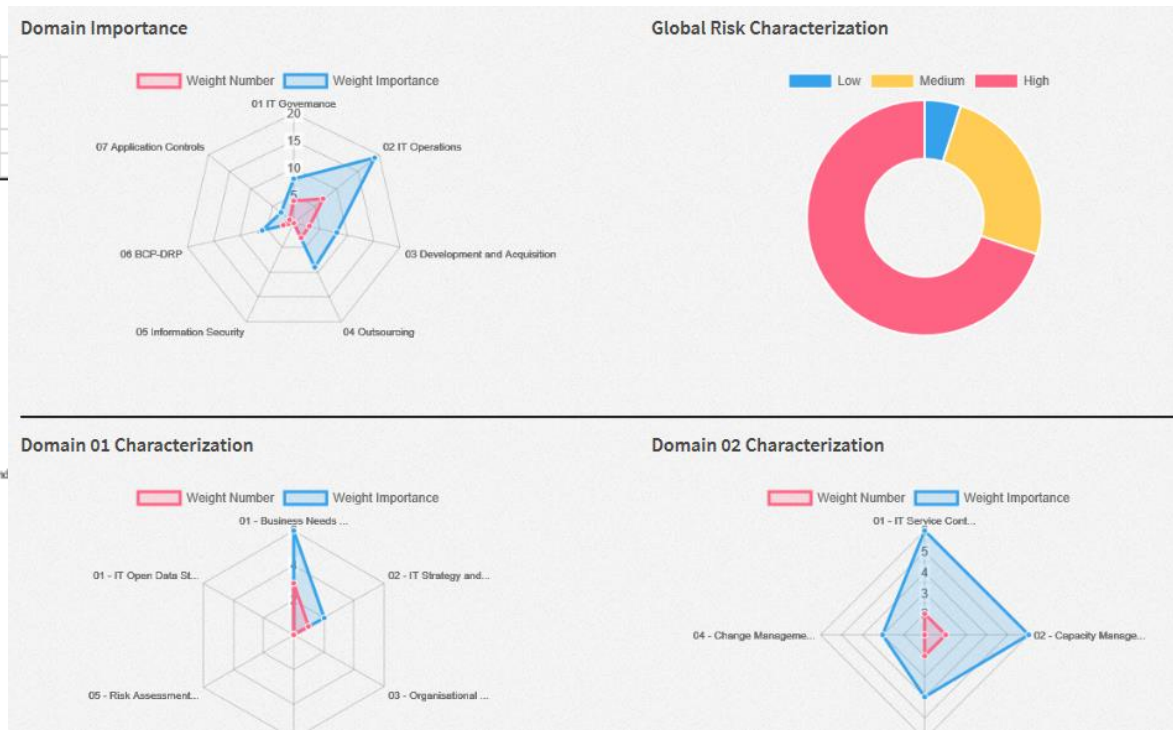 Domain Importance
Global Risk Characterization
Weight Number Weight Importance
Low Medium High
01 IT Governance
20
15
10
5
07 Application Controls
02 IT Operations
06 BCP-DRP
03 Development and Acquisition
05 Information Security
04 Outsourcing
Domain 01 Characterization
Domain 02 Characterization
Weight Number Weight Importance
Weight Number Weight Importance
01 - Business Needs ...
01 - IT Service Cont...
5
4
3
4
01 - IT Open Data St...
02 - IT Strategy and...
04 - Change Manageme...
02 - Capacity Manage...
05 - Risk Assessment...
03 - Organisational ...